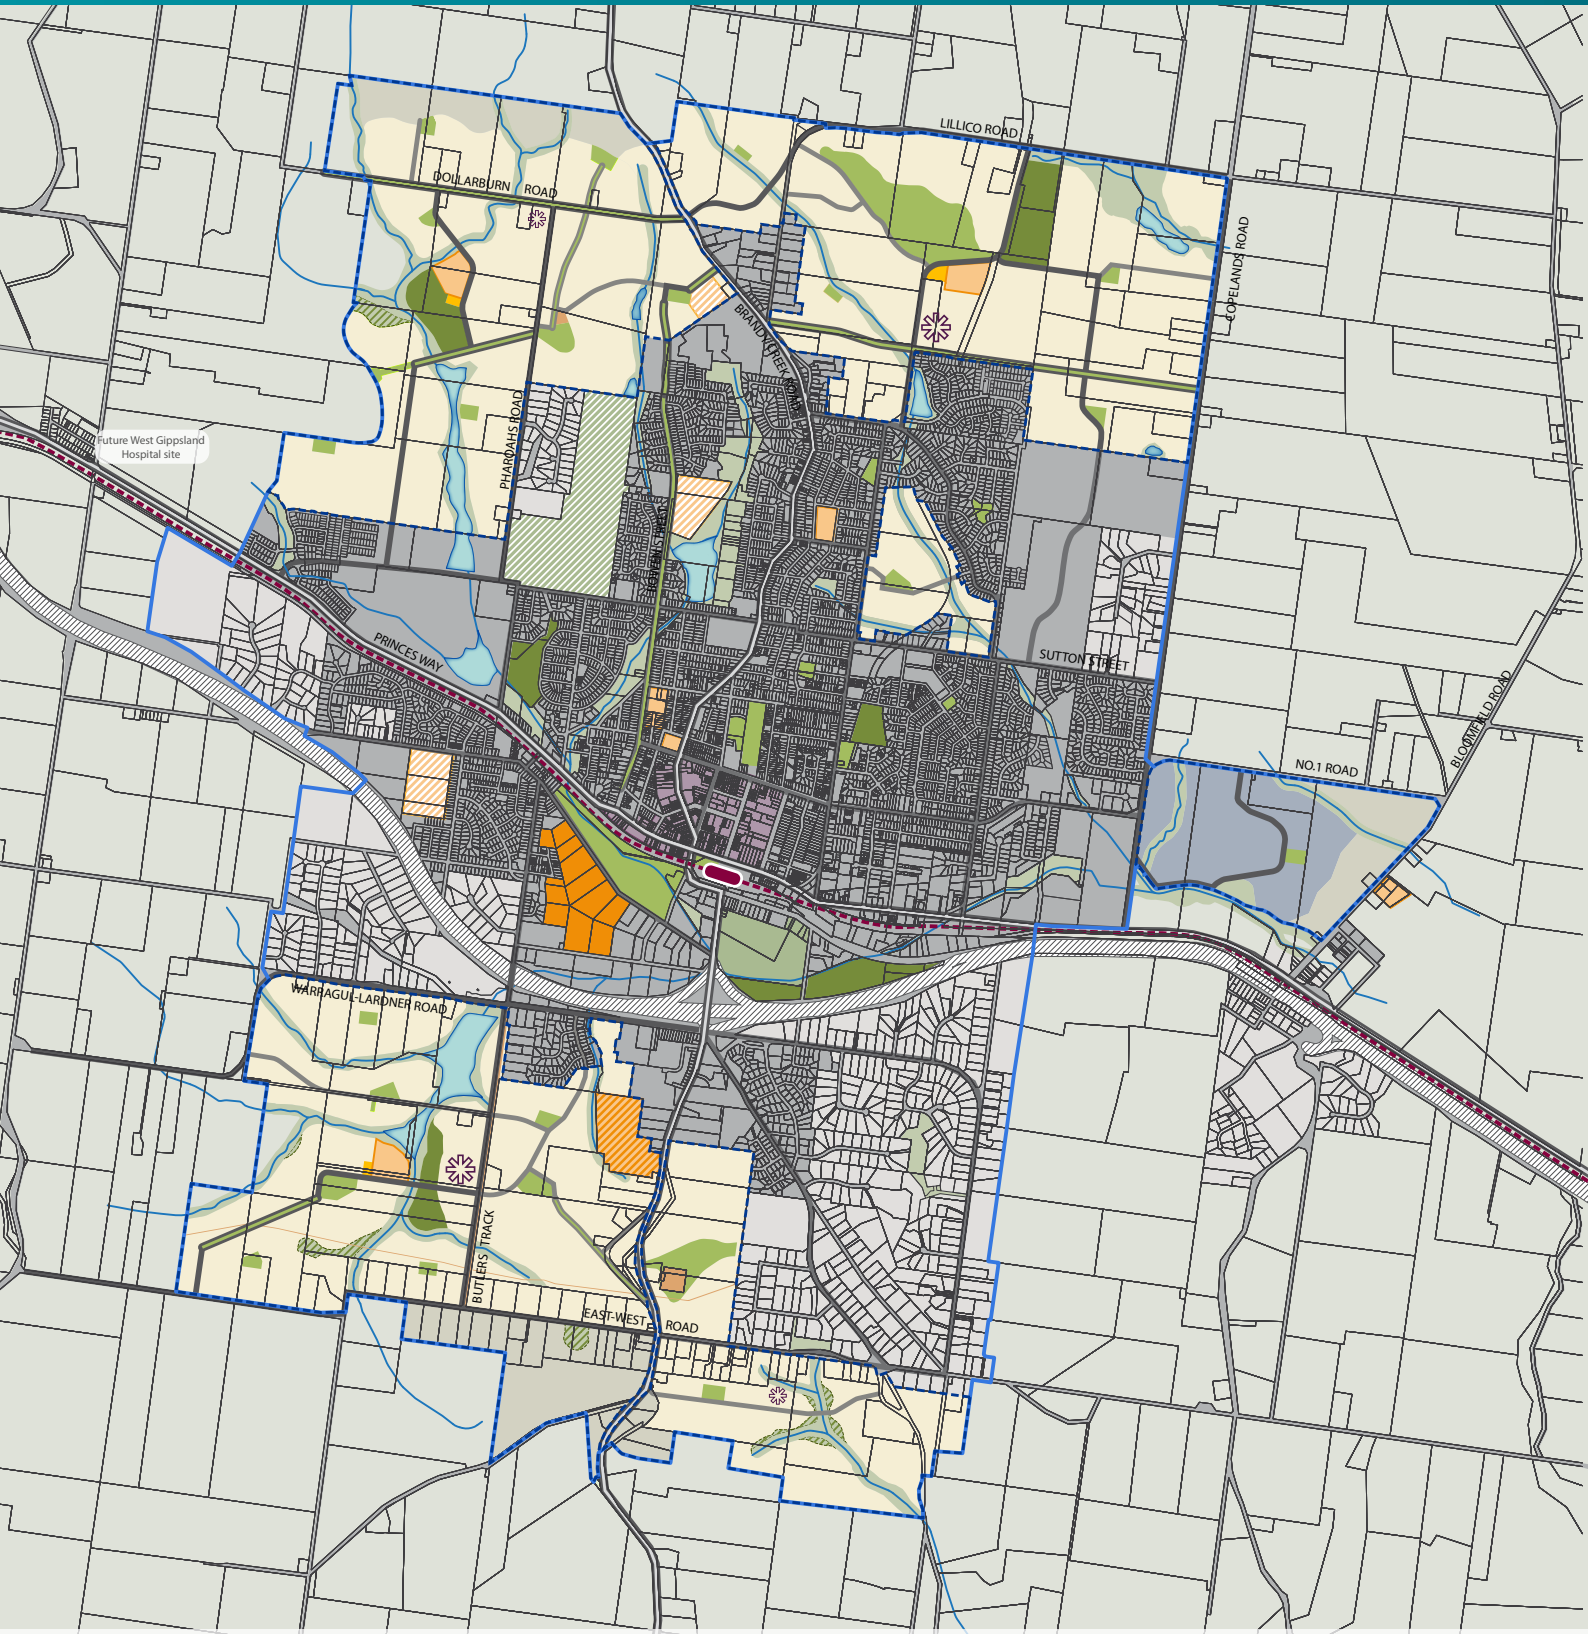 LILLICO ROAD
DOLLARBURN ROAD
COPELANDS ROAD
BRANDY CREEK ROAD
PHAROAHS ROAD
Future West Gippsland
Hospital site
PRINCES WAY
SUTTON STREET
BLOOMFIELD ROAD
NO.1 ROAD
WARRAGUL-LARDNER ROAD
BUTLERS TRACK
EAST-WEST ROAD